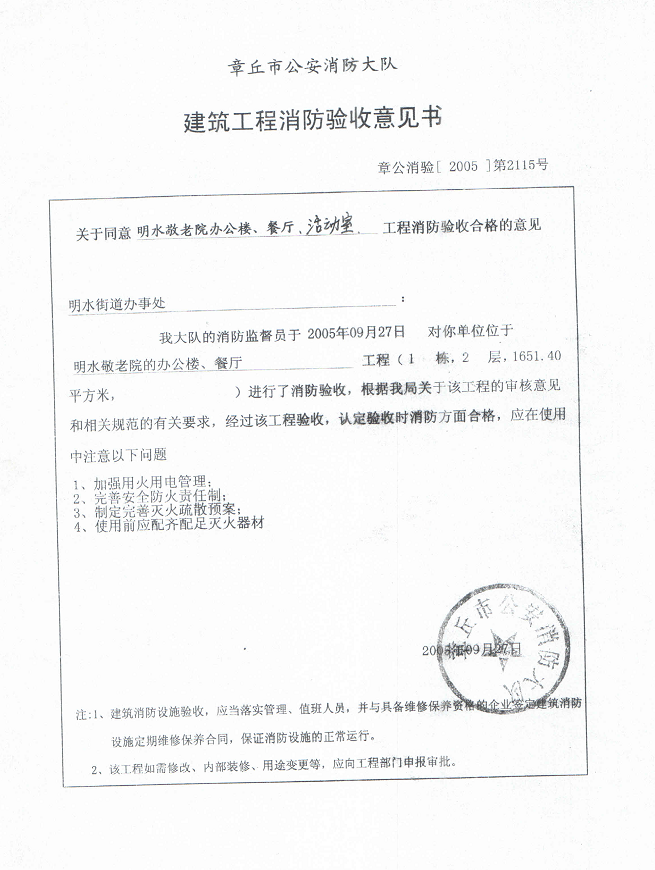 章丘市公安消防大队
建筑工程消防验收意见书
章公消验[ 2005 ]第2115号
关于同意 明水敬老院办公楼、餐厅、活动室. 工程消防验收合格的意见
明水街道办事处 :
我大队的消防监督员于 2005年09月27日 对你单位位于
明水敬老院的办公楼、餐厅 工程（ 1 栋，2 层，1651.40
平方米， ）进行了消防验收，根据我局关于该工程的审核意见
和相关规范的有关要求，经过该工程验收，认定验收时消防方面合格，应在使用
中注意以下问题
1、加强用火用电管理；
2、完善安全防火责任制；
3、制定完善灭火疏散预案；
4、使用前应配齐配足灭火器材
2005年09月27日
章丘市公安消防大队
注:1、建筑消防设施验收，应当落实管理、值班人员，并与具备维修保养资格的企业签定建筑消防
设施定期维修保养合同，保证消防设施的正常运行。
2、该工程如需修改、内部装修、用途变更等，应向工程部门申报审批。